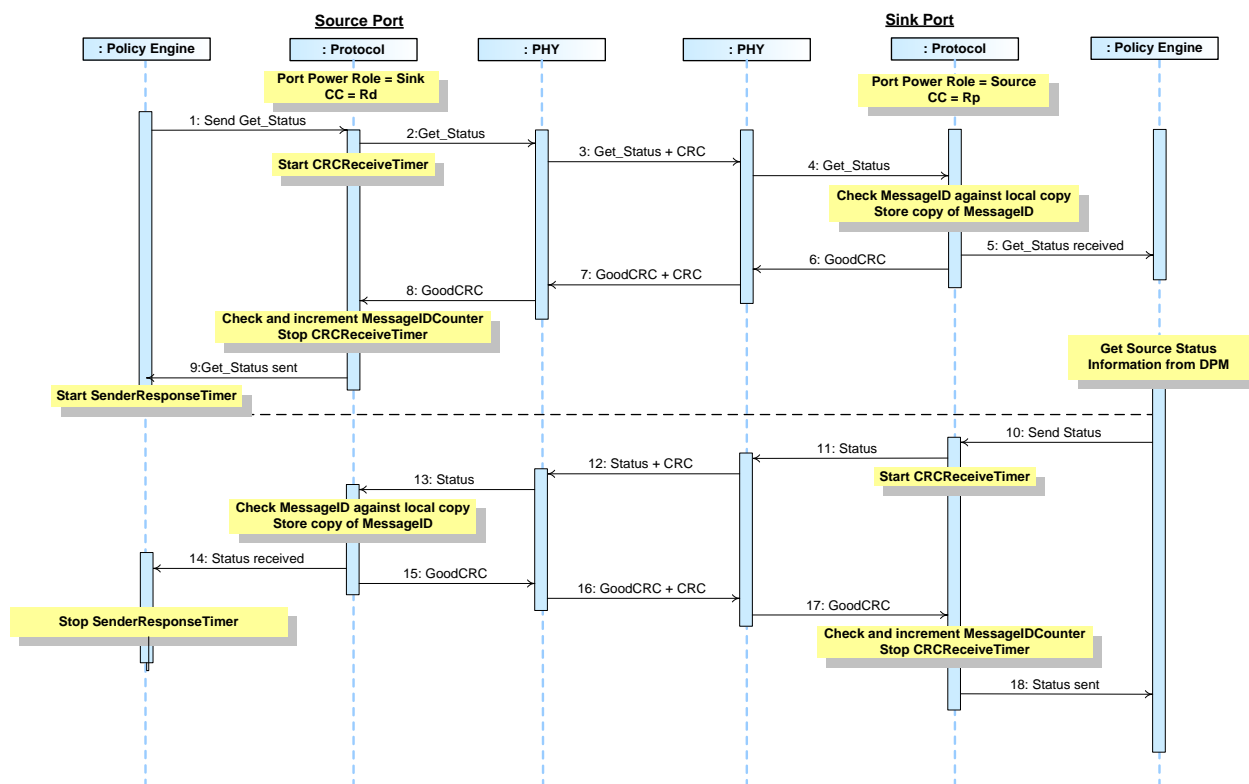 Source Port
Sink Port
: Policy Engine
: Protocol
: PHY
: PHY
: Protocol
: Policy Engine
Port Power Role = Sink
CC = Rd
Port Power Role = Source
CC = Rp
1: Send Get_Status
2:Get_Status
Start CRCReceiveTimer
3: Get_Status + CRC
4: Get_Status
Check MessageID against local copy
Store copy of MessageID
5: Get_Status received
6: GoodCRC
7: GoodCRC + CRC
8: GoodCRC
Check and increment MessageIDCounter
Stop CRCReceiveTimer
9:Get_Status sent
Start SenderResponseTimer
Get Source Status
Information from DPM
10: Send Status
11: Status
Start CRCReceiveTimer
12: Status + CRC
13: Status
Check MessageID against local copy
Store copy of MessageID
14: Status received
15: GoodCRC
16: GoodCRC + CRC
17: GoodCRC
Stop SenderResponseTimer
Check and increment MessageIDCounter
Stop CRCReceiveTimer
18: Status sent